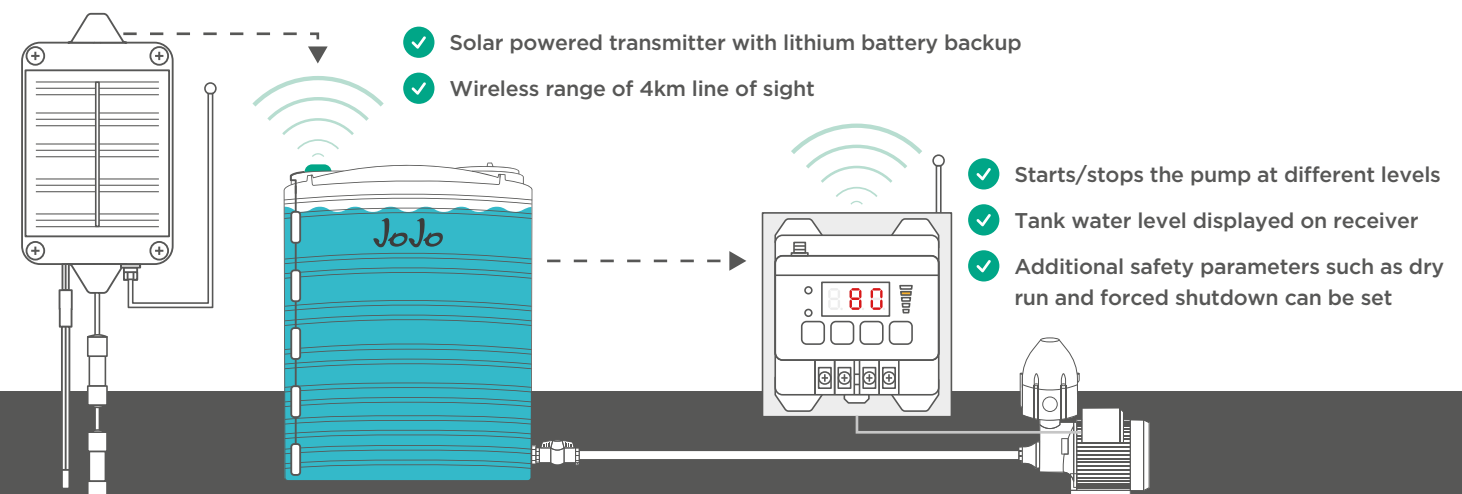 Solar powered transmitter with lithium battery backup
Wireless range of 4km line of sight
JoJo
80
Starts/stops the pump at different levels
Tank water level displayed on receiver
Additional safety parameters such as dry
run and forced shutdown can be set